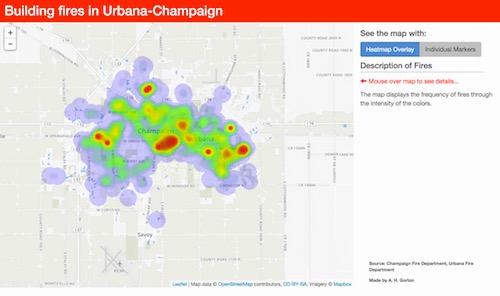 Building fires in Urbana-Champaign
+
−
See the map with:
Heatmap Overlay
Individual Markers
Description of Fires
← Mouse over map to see details...
The map displays the frequency of fires through
the intensity of the colors.
Champaign
Savoy
Source: Champaign Fire Department, Urbana Fire
Department
Made by A. H. Gorton
Leaflet | Map data © OpenStreetMap contributors, CC-BY-SA, Imagery © Mapbox